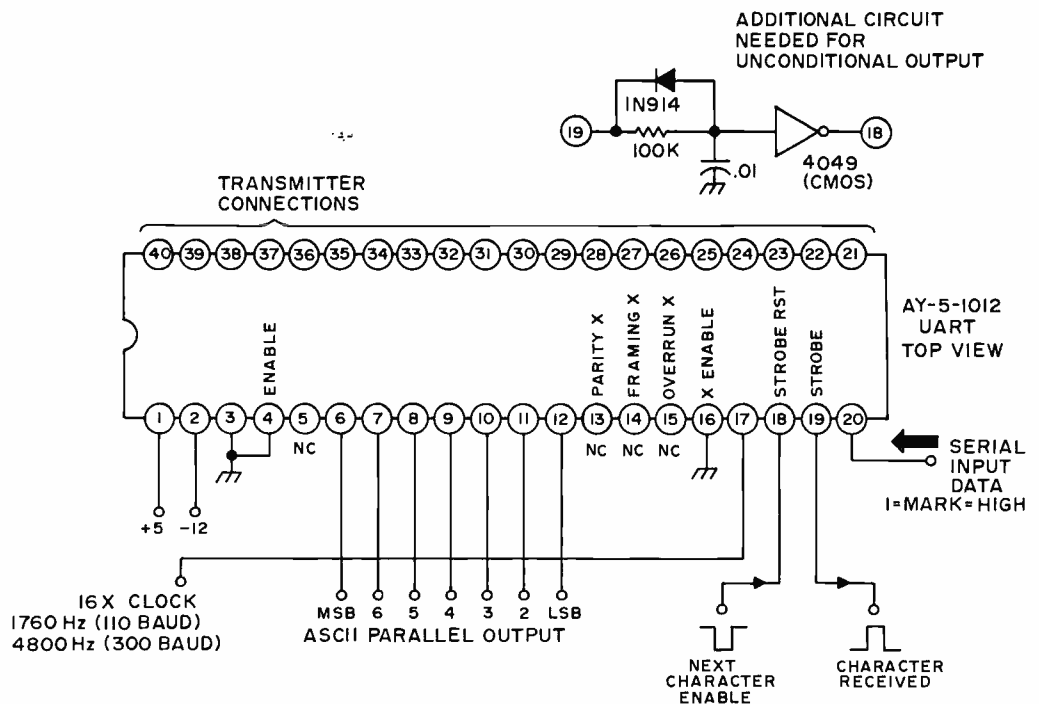 ADDITIONAL CIRCUIT
NEEDED FOR
UNCONDITIONAL OUTPUT
1N914
19
100K
.01
18
4049
(CMOS)
TRANSMITTER
CONNECTIONS
40 39 38 37 36 35 34 33 32 31 30 29 28 27 26 25 24 23 22 21
ENABLE
PARITY X
FRAMING X
OVERRUN X
X ENABLE
STROBE RST
STROBE
AY-5-1012
UART
TOP VIEW
1 2 3 4 5 6 7 8 9 10 11 12 13 14 15 16 17 18 19 20
NC
NC
NC
NC
SERIAL
INPUT
DATA
1=MARK=HIGH
+5
-12
16X CLOCK
1760 Hz (110 BAUD)
4800 Hz (300 BAUD)
MSB 6 5 4 3 2 LSB
ASCII PARALLEL OUTPUT
NEXT
CHARACTER
ENABLE
CHARACTER
RECEIVED